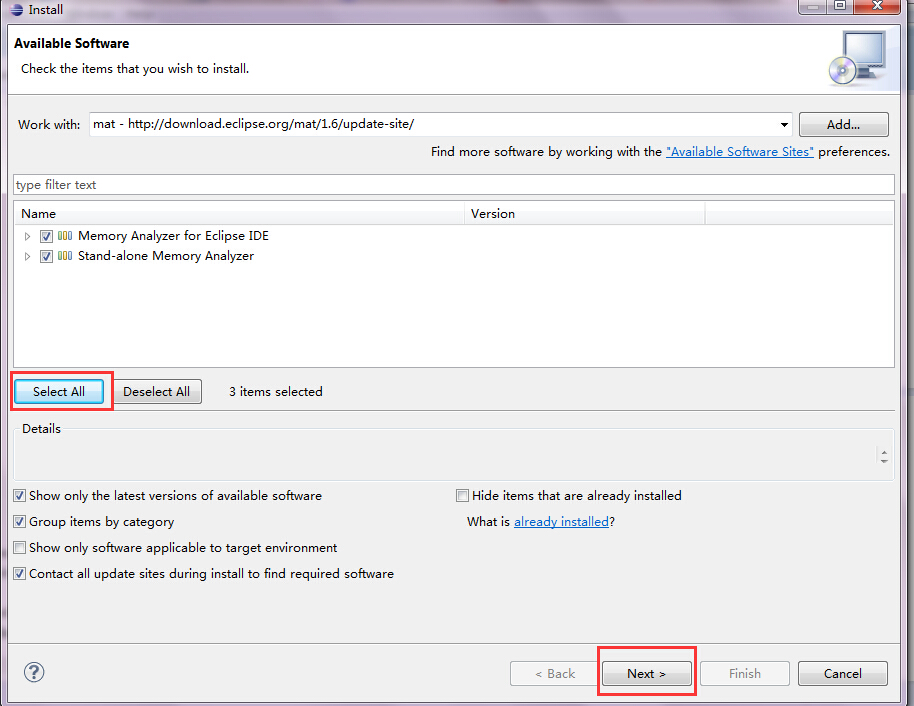 Install
Available Software
Check the items that you wish to install.
Work with: mat - http://download.eclipse.org/mat/1.6/update-site/ Add...
Find more software by working with the "Available Software Sites" preferences.
type filter text
Name Version
Memory Analyzer for Eclipse IDE
Stand-alone Memory Analyzer
Select All Deselect All 3 items selected
Details
Show only the latest versions of available software Hide items that are already installed
Group items by category What is already installed?
Show only software applicable to target environment
Contact all update sites during install to find required software
? < Back Next > Finish Cancel